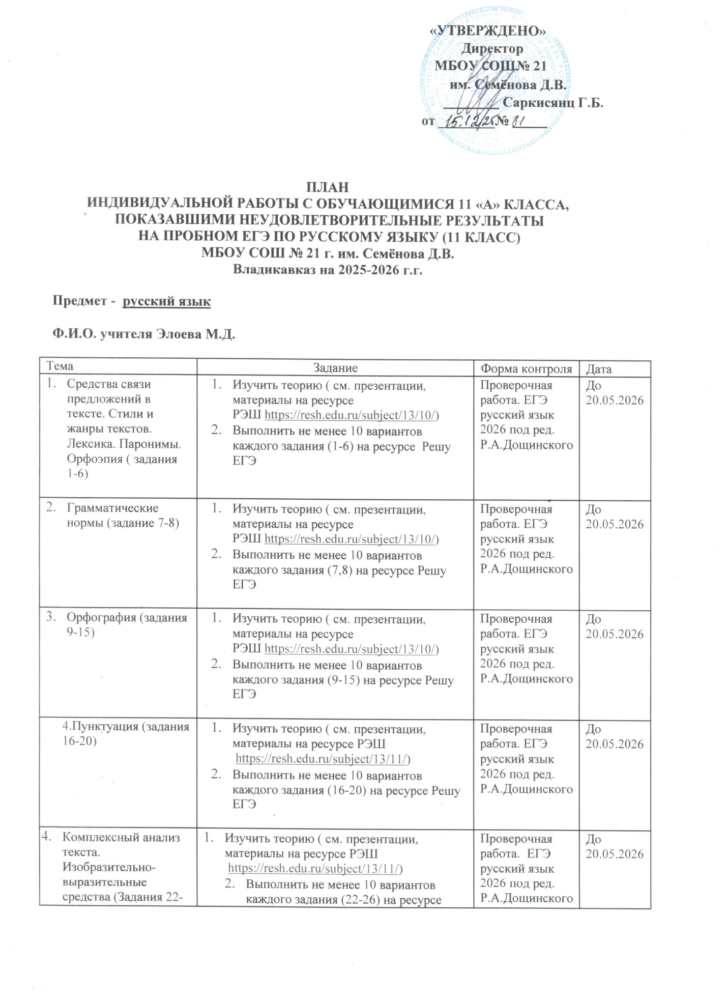 «УТВЕРЖДЕНО»
Директор
МБОУ СОШ№ 21
им. Семёнова Д.В.
________ Саркисянц Г.Б.
от 15.12.25 № 81
ПЛАН
ИНДИВИДУАЛЬНОЙ РАБОТЫ С ОБУЧАЮЩИМИСЯ 11 «А» КЛАССА,
ПОКАЗАВШИМИ НЕУДОВЛЕТВОРИТЕЛЬНЫЕ РЕЗУЛЬТАТЫ
НА ПРОБНОМ ЕГЭ ПО РУССКОМУ ЯЗЫКУ (11 КЛАСС)
МБОУ СОШ № 21 г. им. Семёнова Д.В.
Владикавказ на 2025-2026 г.г.
Предмет - русский язык
Ф.И.О. учителя Элоева М.Д.
Тема
Задание
Форма контроля
Дата
1. Средства связи
предложений в
тексте. Стили и
жанры текстов.
Лексика. Паронимы.
Орфоэпия ( задания
1-6)
1. Изучить теорию ( см. презентации,
материалы на ресурсе
РЭШ https://resh.edu.ru/subject/13/10/)
2. Выполнить не менее 10 вариантов
каждого задания (1-6) на ресурсе Решу
ЕГЭ
Проверочная
работа. ЕГЭ
русский язык
2026 под ред.
Р.А.Дощинского
До
20.05.2026
2. Грамматические
нормы (задание 7-8)
1. Изучить теорию ( см. презентации,
материалы на ресурсе
РЭШ https://resh.edu.ru/subject/13/10/)
2. Выполнить не менее 10 вариантов
каждого задания (7,8) на ресурсе Решу
ЕГЭ
Проверочная
работа. ЕГЭ
русский язык
2026 под ред.
Р.А.Дощинского
До
20.05.2026
3. Орфография (задания
9-15)
1. Изучить теорию ( см. презентации,
материалы на ресурсе
РЭШ https://resh.edu.ru/subject/13/10/)
2. Выполнить не менее 10 вариантов
каждого задания (9-15) на ресурсе Решу
ЕГЭ
Проверочная
работа. ЕГЭ
русский язык
2026 под ред.
Р.А.Дощинского
До
20.05.2026
4.Пунктуация (задания
16-20)
1. Изучить теорию ( см. презентации,
материалы на ресурсе РЭШ
https://resh.edu.ru/subject/13/11/)
2. Выполнить не менее 10 вариантов
каждого задания (16-20) на ресурсе Решу
ЕГЭ
Проверочная
работа. ЕГЭ
русский язык
2026 под ред.
Р.А.Дощинского
До
20.05.2026
4. Комплексный анализ
текста.
Изобразительно-
выразительные
средства (Задания 22-
1. Изучить теорию ( см. презентации,
материалы на ресурсе РЭШ
https://resh.edu.ru/subject/13/11/)
2. Выполнить не менее 10 вариантов
каждого задания (22-26) на ресурсе
Проверочная
работа. ЕГЭ
русский язык
2026 под ред.
Р.А.Дощинского
До
20.05.2026